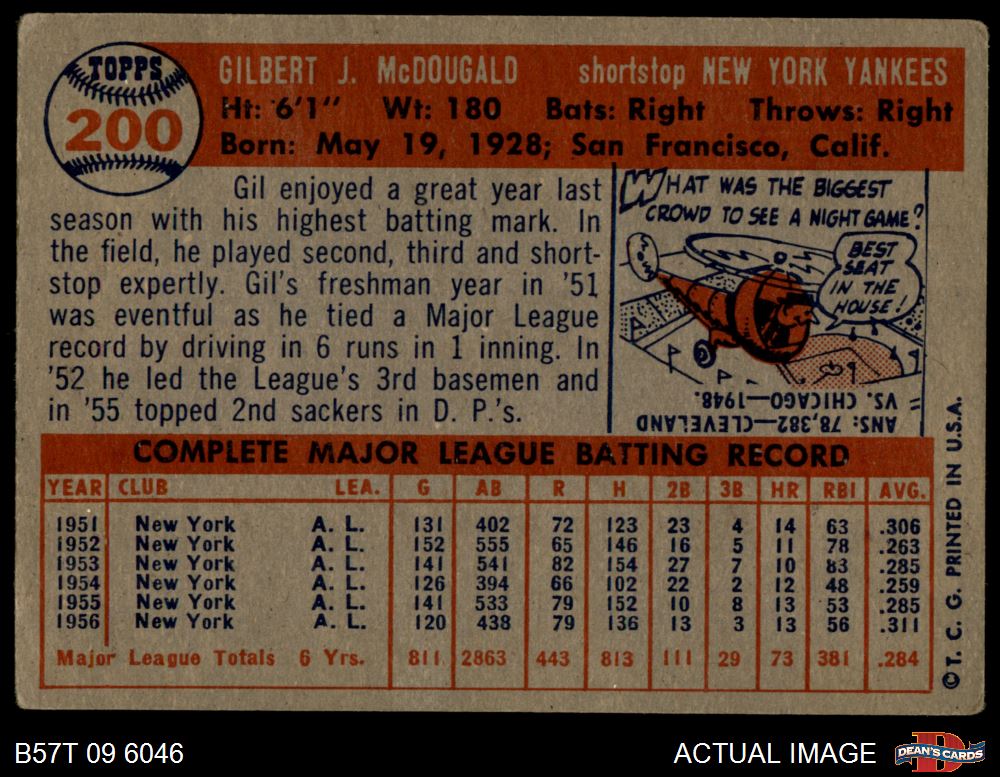 TOPPS
200
GILBERT J. McDOUGALD shortstop NEW YORK YANKEES
Ht: 6'1" Wt: 180 Bats: Right Throws: Right
Born: May 19, 1928; San Francisco, Calif.
Gil enjoyed a great year last
season with his highest batting mark. In
the field, he played second, third and short-
stop expertly. Gil's freshman year in '51
was eventful as he tied a Major League
record by driving in 6 runs in 1 inning. In
'52 he led the League's 3rd basemen and
in '55 topped 2nd sackers in D. P.'s.
WHAT WAS THE BIGGEST
CROWD TO SEE A NIGHT GAME?
BEST
SEAT
IN THE
HOUSE!
ANS: 78,382—CLEVELAND
VS. CHICAGO—1948.
COMPLETE MAJOR LEAGUE BATTING RECORD
YEAR CLUB LEA. G AB R H 2B 3B HR RBI AVG.
1951 New York A. L. 131 402 72 123 23 4 14 63 .306
1952 New York A. L. 152 555 65 146 16 5 11 78 .263
1953 New York A. L. 141 541 82 154 27 7 10 83 .285
1954 New York A. L. 126 394 66 102 22 2 12 48 .259
1955 New York A. L. 141 533 79 152 10 8 13 53 .285
1956 New York A. L. 120 438 79 136 13 3 13 56 .311
Major League Totals 6 Yrs. 811 2863 443 813 111 29 73 381 .284
© T. C. G. PRINTED IN U.S.A.
B57T 09 6046
ACTUAL IMAGE
DEAN'S CARDS